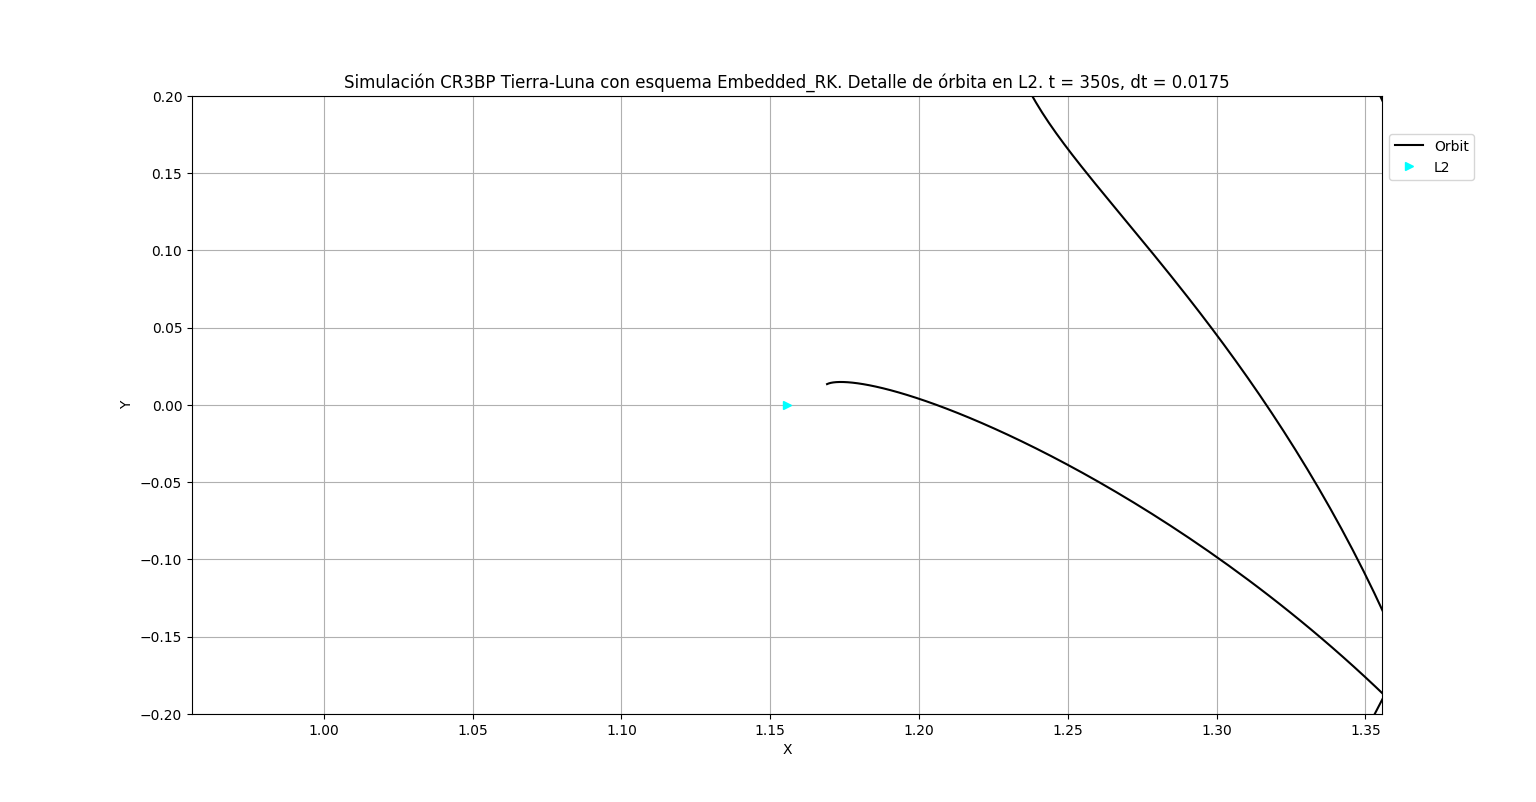 Simulación CR3BP Tierra-Luna con esquema Embedded_RK. Detalle de órbita en L2. t = 350s, dt = 0.0175
0.20
0.15
0.10
0.05
0.00
−0.05
−0.10
−0.15
−0.20
Y
Orbit
L2
1.00 1.05 1.10 1.15 1.20 1.25 1.30 1.35
X